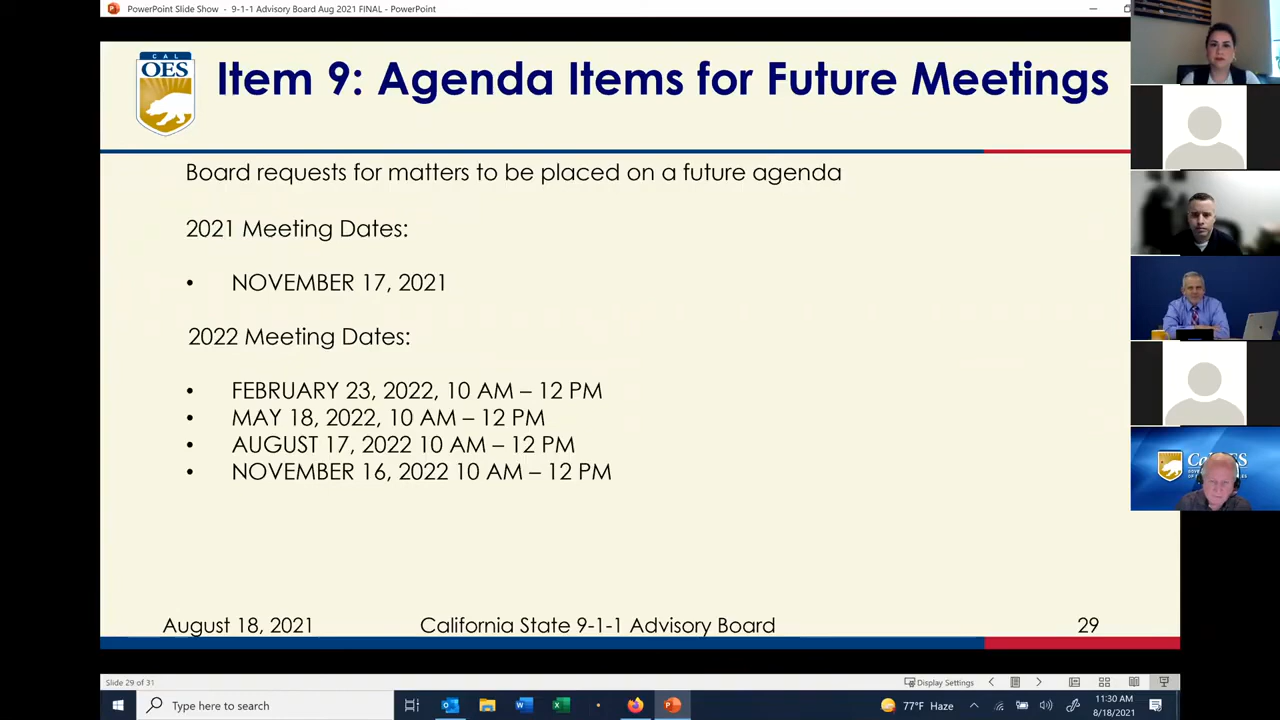 PowerPoint Slide Show - 9-1-1 Advisory Board Aug 2021 FINAL - PowerPoint
CAL
OES
Item 9: Agenda Items for Future Meetings
Board requests for matters to be placed on a future agenda
2021 Meeting Dates:
• NOVEMBER 17, 2021
2022 Meeting Dates:
• FEBRUARY 23, 2022, 10 AM – 12 PM
• MAY 18, 2022, 10 AM – 12 PM
• AUGUST 17, 2022 10 AM – 12 PM
• NOVEMBER 16, 2022 10 AM – 12 PM
August 18, 2021 California State 9-1-1 Advisory Board 29
Slide 29 of 31 Display Settings
Type here to search 77°F Haze 11:30 AM
8/18/2021